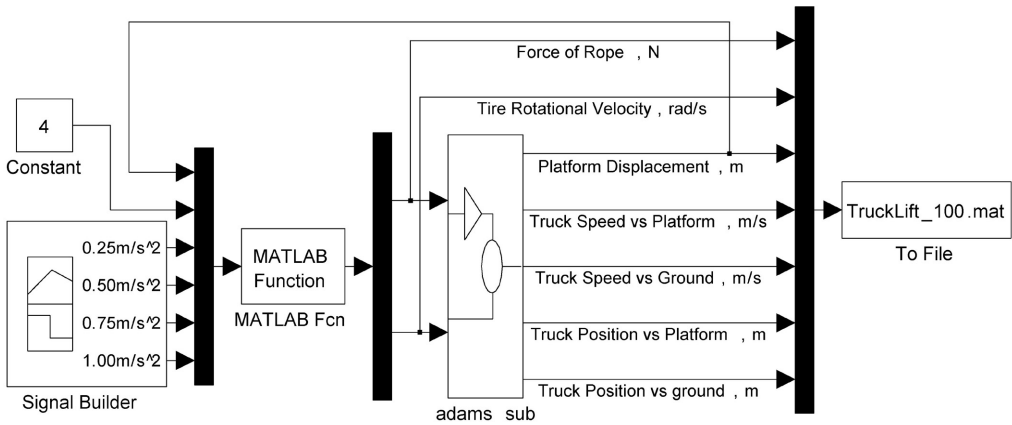 Force of Rope , N
Tire Rotational Velocity , rad/s
4
Constant
Platform Displacement , m
Truck Speed vs Platform , m/s
TruckLift_100.mat
To File
0.25m/s^2
0.50m/s^2
0.75m/s^2
1.00m/s^2
Signal Builder
MATLAB
Function
MATLAB Fcn
Truck Speed vs Ground , m/s
Truck Position vs Platform , m
Truck Position vs ground , m
adams sub